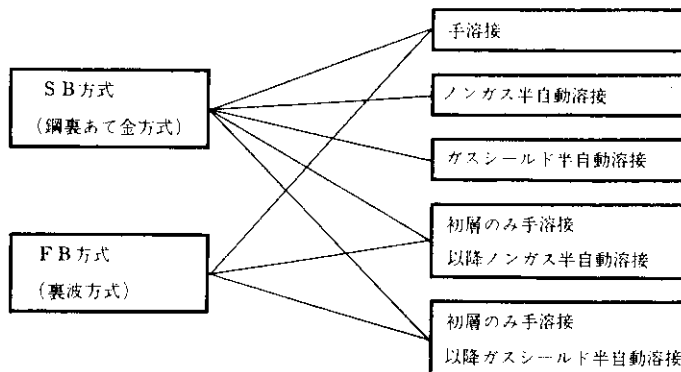 SB方式
(鋼裏あて金方式)
FB方式
(裏波方式)
手溶接
ノンガス半自動溶接
ガスシールド半自動溶接
初層のみ手溶接
以降ノンガス半自動溶接
初層のみ手溶接
以降ガスシールド半自動溶接